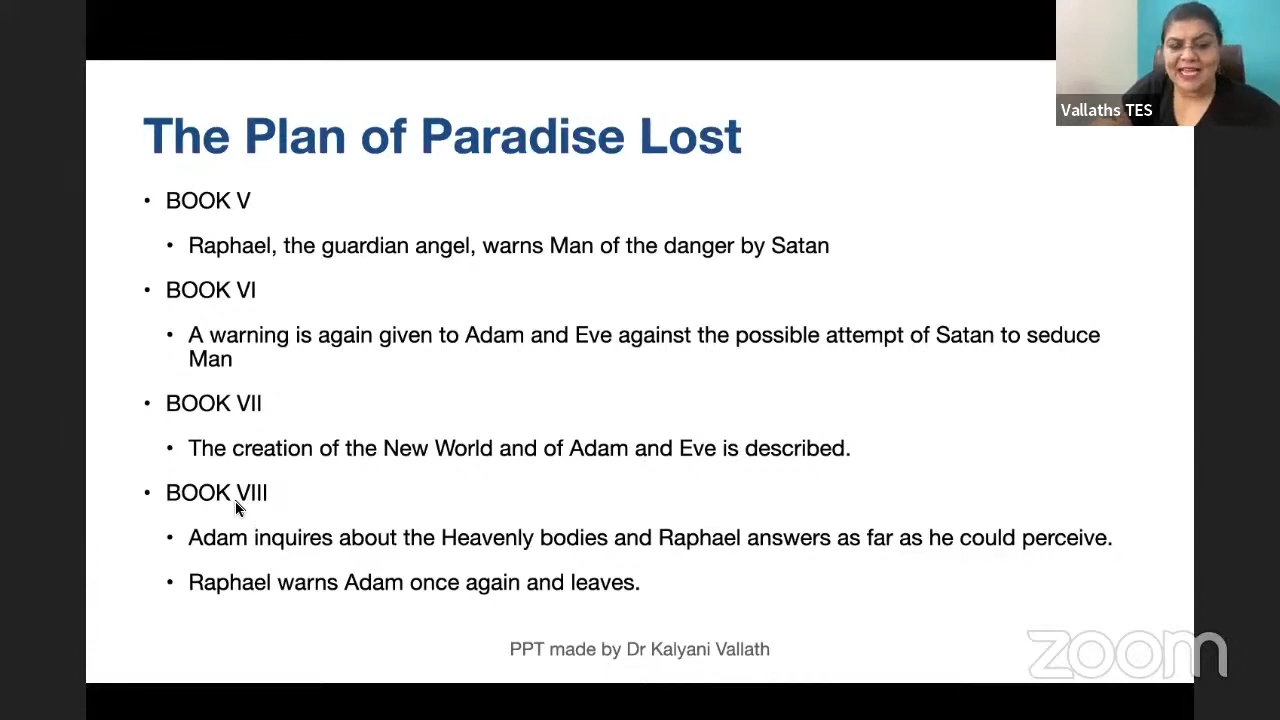 Vallaths TES
The Plan of Paradise Lost
• BOOK V
• Raphael, the guardian angel, warns Man of the danger by Satan
• BOOK VI
• A warning is again given to Adam and Eve against the possible attempt of Satan to seduce
Man
• BOOK VII
• The creation of the New World and of Adam and Eve is described.
• BOOK VIII
• Adam inquires about the Heavenly bodies and Raphael answers as far as he could perceive.
• Raphael warns Adam once again and leaves.
PPT made by Dr Kalyani Vallath
zoom